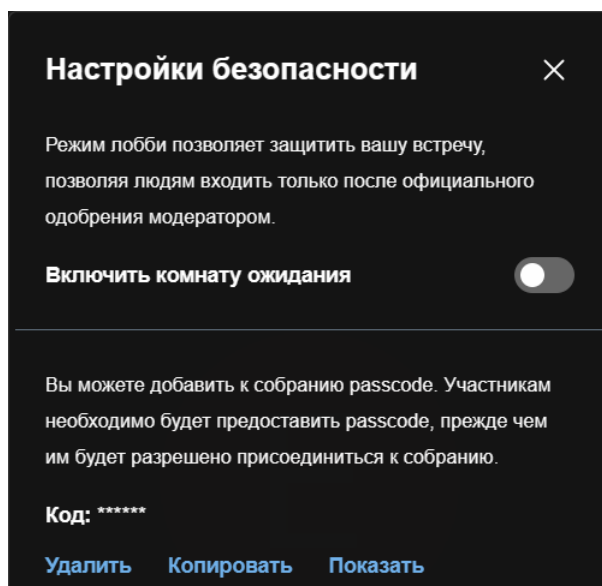 Настройки безопасности
Режим лобби позволяет защитить вашу встречу,
позволяя людям входить только после официального
одобрения модератором.
Включить комнату ожидания
Вы можете добавить к собранию passcode. Участникам
необходимо будет предоставить passcode, прежде чем
им будет разрешено присоединиться к собранию.
Код: ******
Удалить Копировать Показать